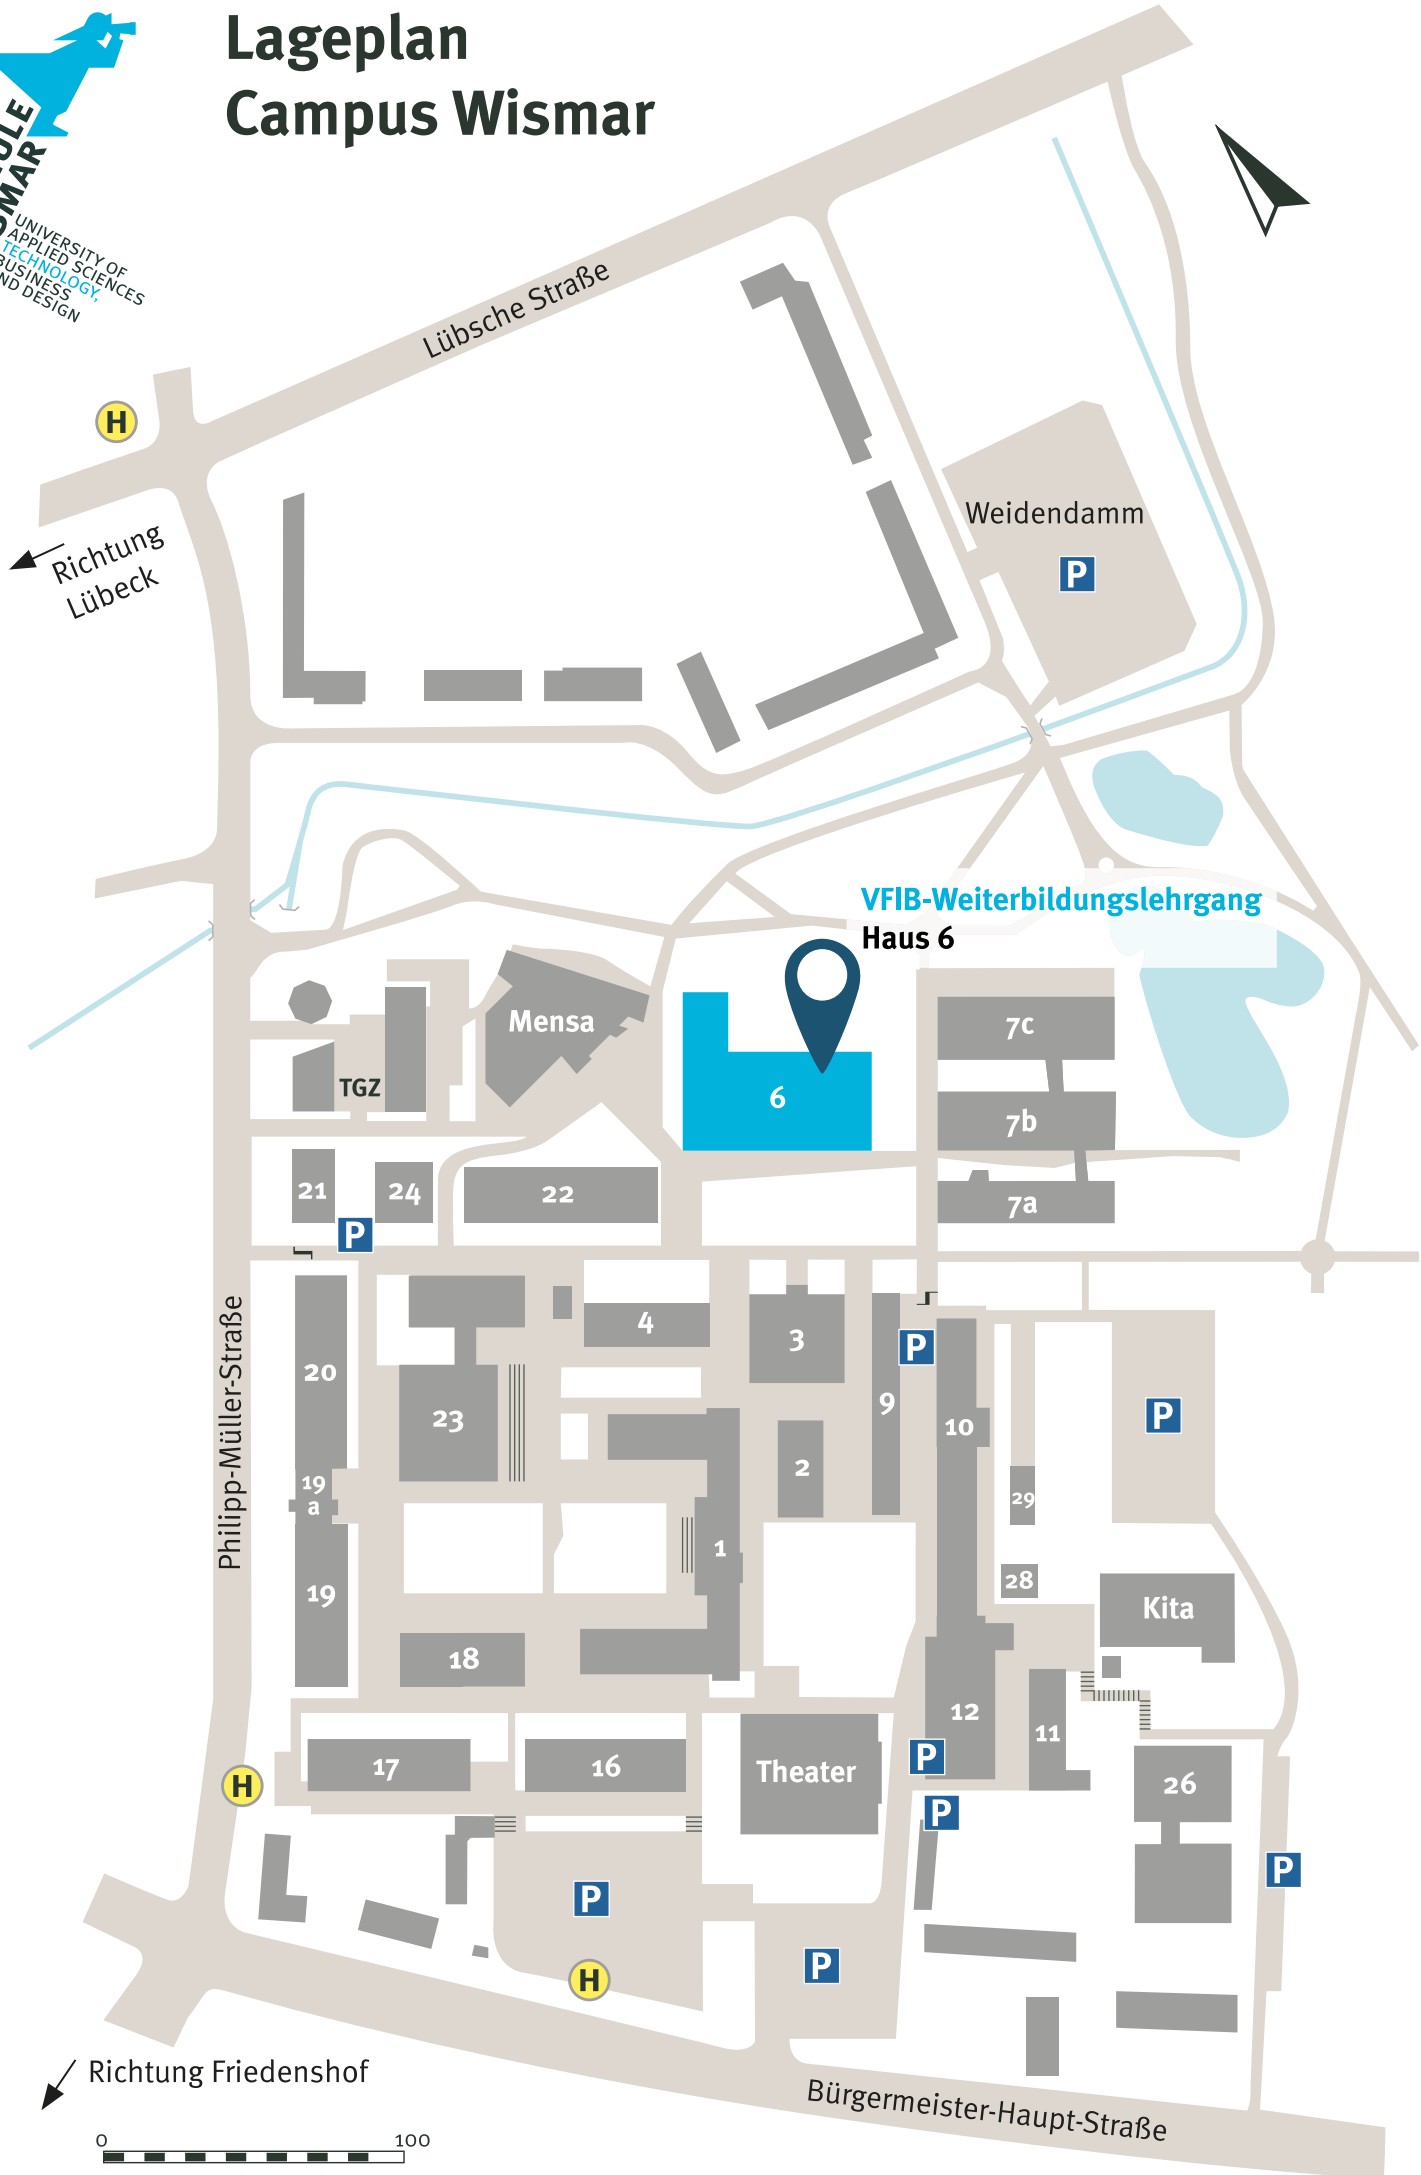 Lageplan
Campus Wismar
ULE
SMAR
UNIVERSITY OF
APPLIED SCIENCES
TECHNOLOGY,
BUSINESS
ND DESIGN
Lübsche Straße
H
Richtung
Lübeck
Weidendamm
P
VFIB-Weiterbildungslehrgang
Haus 6
Mensa
7c
TGZ
6
7b
21
24
22
7a
P
4
3
P
20
23
9
10
P
2
19
a
29
1
19
28
Kita
18
Philipp-Müller-Straße
12
11
17
16
Theater
P
26
H
P
P
P
P
H
Richtung Friedenshof
Bürgermeister-Haupt-Straße
0 100